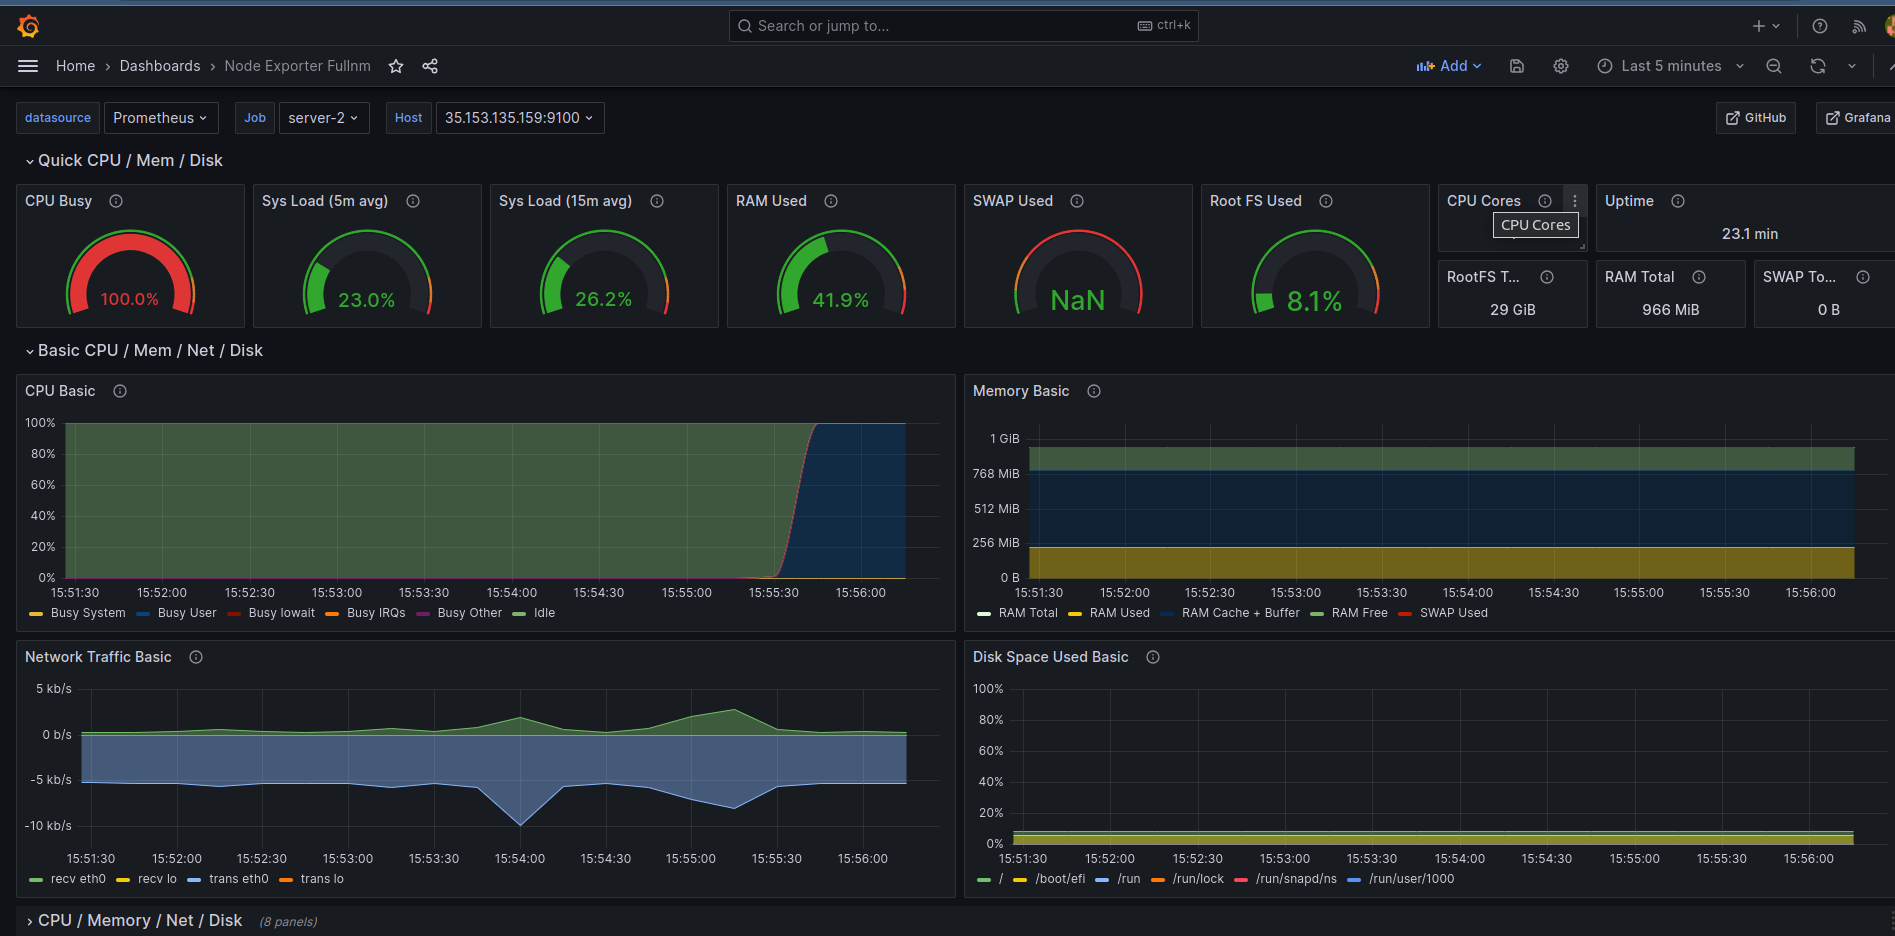 Search or jump to...
ctrl+k
Home › Dashboards › Node Exporter Fullnm
Add
Last 5 minutes
datasource Prometheus
Job server-2
Host 35.153.135.159:9100
GitHub
Grafana
Quick CPU / Mem / Disk
CPU Busy
100.0%
Sys Load (5m avg)
23.0%
Sys Load (15m avg)
26.2%
RAM Used
41.9%
SWAP Used
NaN
Root FS Used
8.1%
CPU Cores
CPU Cores
Uptime
23.1 min
RootFS T...
29 GiB
RAM Total
966 MiB
SWAP To...
0 B
Basic CPU / Mem / Net / Disk
CPU Basic
100%
80%
60%
40%
20%
0%
15:51:30 15:52:00 15:52:30 15:53:00 15:53:30 15:54:00 15:54:30 15:55:00 15:55:30 15:56:00
Busy System Busy User Busy Iowait Busy IRQs Busy Other Idle
Memory Basic
1 GiB
768 MiB
512 MiB
256 MiB
0 B
15:51:30 15:52:00 15:52:30 15:53:00 15:53:30 15:54:00 15:54:30 15:55:00 15:55:30 15:56:00
RAM Total RAM Used RAM Cache + Buffer RAM Free SWAP Used
Network Traffic Basic
5 kb/s
0 b/s
-5 kb/s
-10 kb/s
15:51:30 15:52:00 15:52:30 15:53:00 15:53:30 15:54:00 15:54:30 15:55:00 15:55:30 15:56:00
recv eth0 recv lo trans eth0 trans lo
Disk Space Used Basic
100%
80%
60%
40%
20%
0%
15:51:30 15:52:00 15:52:30 15:53:00 15:53:30 15:54:00 15:54:30 15:55:00 15:55:30 15:56:00
/ /boot/efi /run /run/lock /run/snapd/ns /run/user/1000
CPU / Memory / Net / Disk (8 panels)